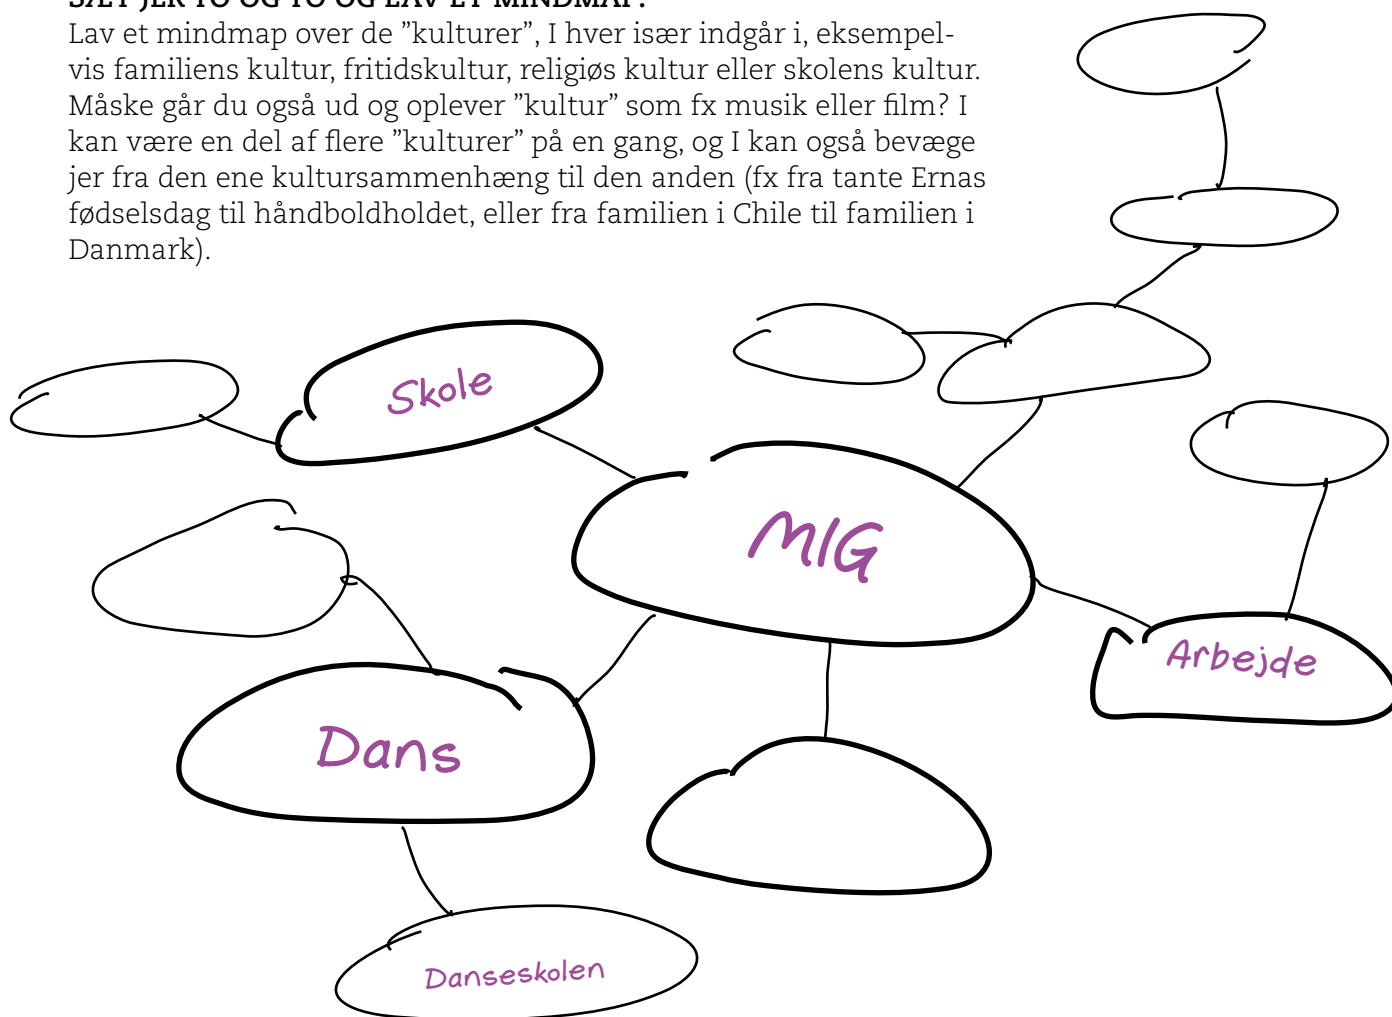 SÆT JER TO OG TO OG LAV ET MINDMAP:
Lav et mindmap over de ”kulturer”, I hver især indgår i, eksempel-
vis familiens kultur, fritidskultur, religiøs kultur eller skolens kultur.
Måske går du også ud og oplever ”kultur” som fx musik eller film? I
kan være en del af flere ”kulturer” på en gang, og I kan også bevæge
jer fra den ene kultursammenhæng til den anden (fx fra tante Ernas
fødselsdag til håndboldholdet, eller fra familien i Chile til familien i
Danmark).
Skole
MIG
Arbejde
Dans
Danseskolen